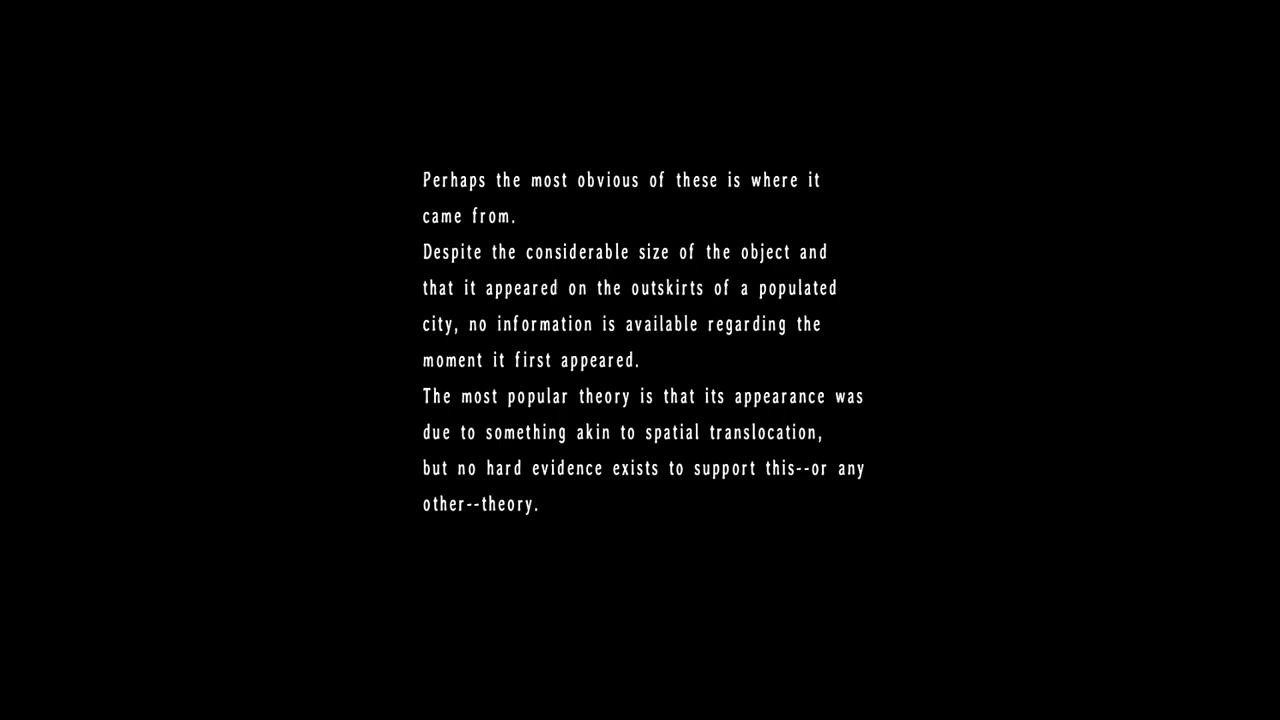 Perhaps the most obvious of these is where it
came from.
Despite the considerable size of the object and
that it appeared on the outskirts of a populated
city, no information is available regarding the
moment it first appeared.
The most popular theory is that its appearance was
due to something akin to spatial translocation,
but no hard evidence exists to support this--or any
other--theory.